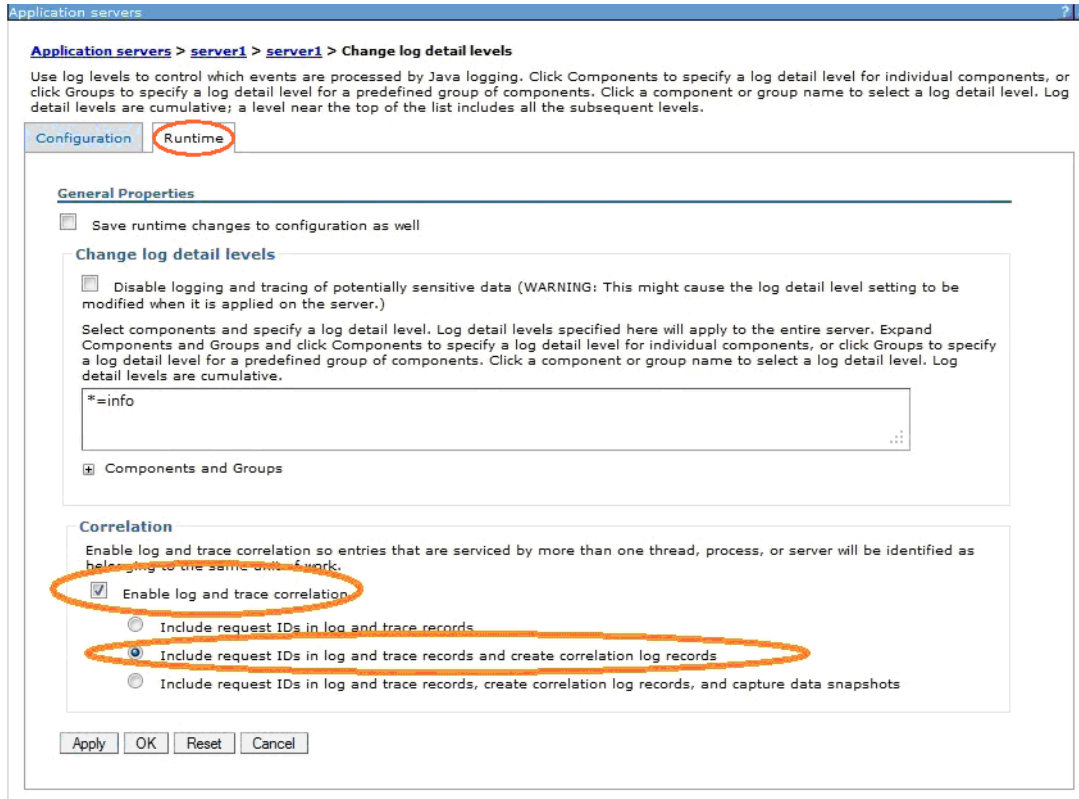 Application servers ?
Application servers > server1 > server1 > Change log detail levels
Use log levels to control which events are processed by Java logging. Click Components to specify a log detail level for individual components, or
click Groups to specify a log detail level for a predefined group of components. Click a component or group name to select a log detail level. Log
detail levels are cumulative; a level near the top of the list includes all the subsequent levels.
Configuration Runtime
General Properties
Save runtime changes to configuration as well
Change log detail levels
Disable logging and tracing of potentially sensitive data (WARNING: This might cause the log detail level setting to be
modified when it is applied on the server.)
Select components and specify a log detail level. Log detail levels specified here will apply to the entire server. Expand
Components and Groups and click Components to specify a log detail level for individual components, or click Groups to specify
a log detail level for a predefined group of components. Click a component or group name to select a log detail level. Log
detail levels are cumulative.
*=info
Components and Groups
Correlation
Enable log and trace correlation so entries that are serviced by more than one thread, process, or server will be identified as
belonging to the same unit of work.
Enable log and trace correlation
Include request IDs in log and trace records
Include request IDs in log and trace records and create correlation log records
Include request IDs in log and trace records, create correlation log records, and capture data snapshots
Apply OK Reset Cancel